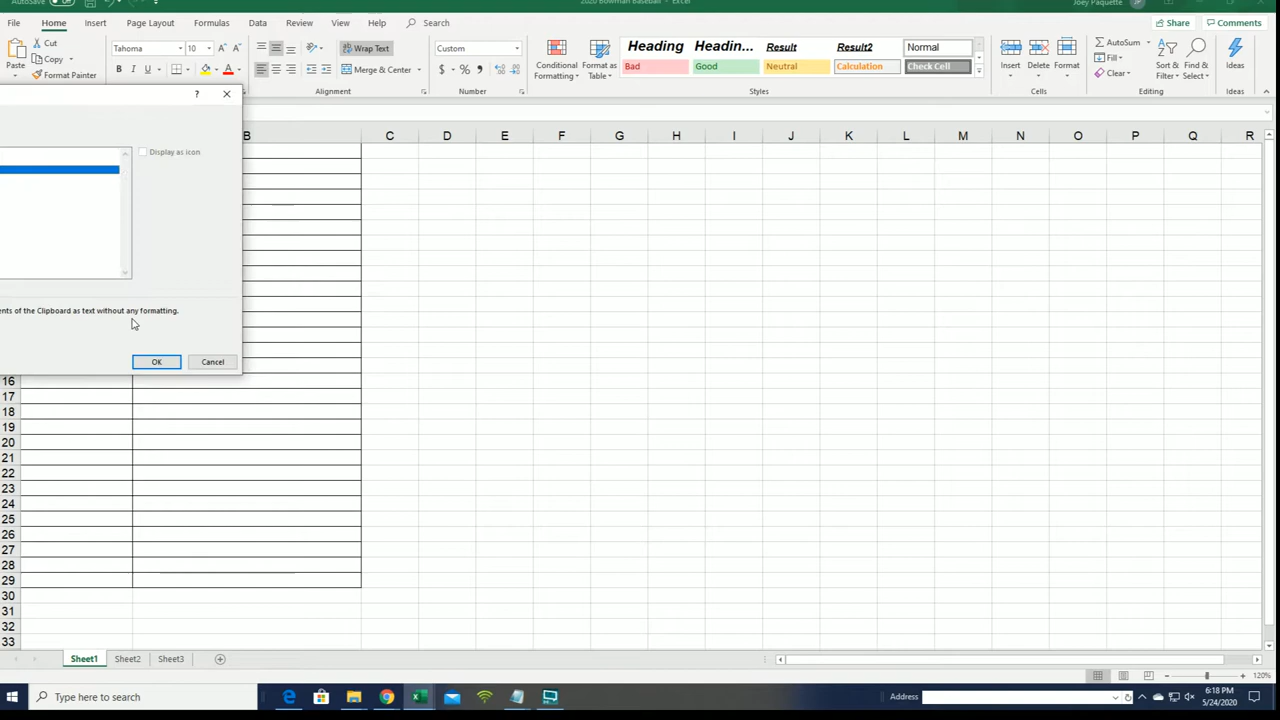 AutoSave
2020 Bowman Baseball - Excel
Joey Paquette
JP
File Home Insert Page Layout Formulas Data Review View Help Search
Share Comments
Paste
Cut
Copy
Format Painter
Tahoma 10
B I U
Wrap Text
Merge & Center
Alignment
Custom
$ % ,
Number
Conditional Formatting
Format as Table
Heading Headin... Result Result2 Normal
Bad Good Neutral Calculation Check Cell
Styles
Insert Delete Format
Cells
AutoSum
Fill
Clear
Sort & Filter
Find & Select
Editing
Ideas
Ideas
? ×
B C D E F G H I J K L M N O P Q R
Display as icon
ents of the Clipboard as text without any formatting.
OK Cancel
16
17
18
19
20
21
22
23
24
25
26
27
28
29
30
31
32
33
Sheet1 Sheet2 Sheet3
120%
Type here to search
Address
6:18 PM
5/24/2020